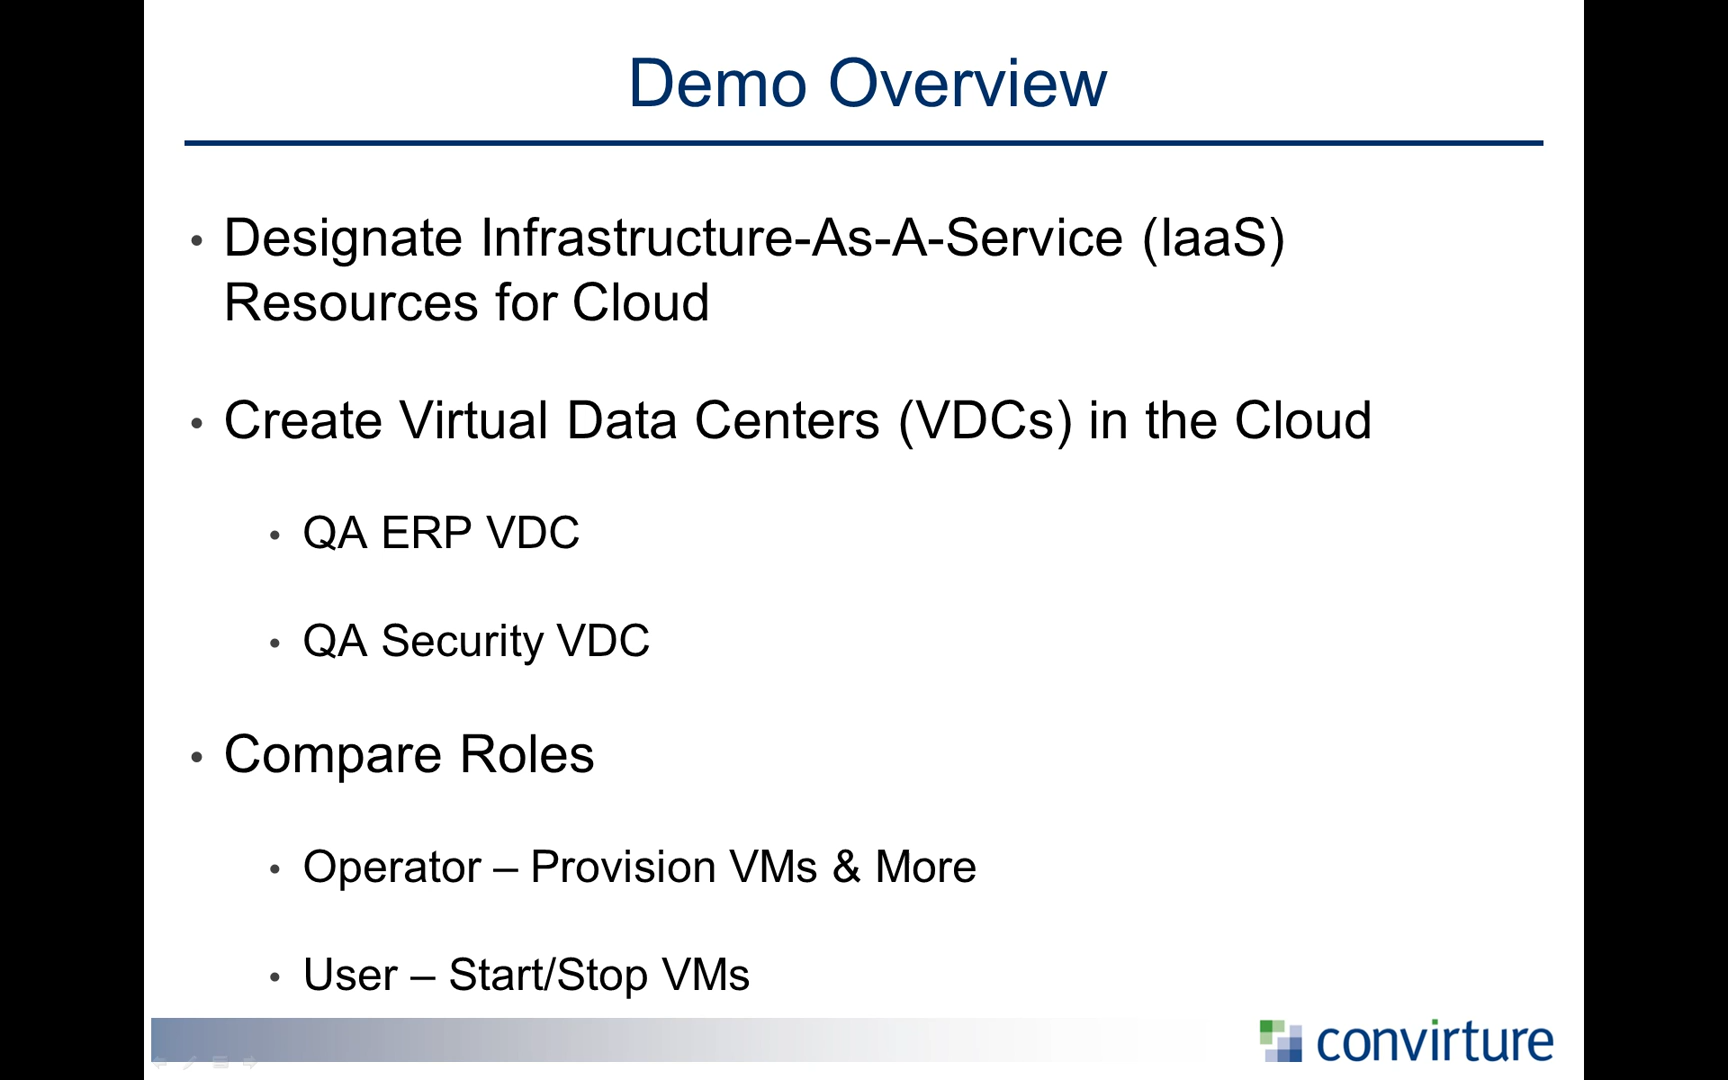 Demo Overview
• Designate Infrastructure-As-A-Service (IaaS)
Resources for Cloud
• Create Virtual Data Centers (VDCs) in the Cloud
• QA ERP VDC
• QA Security VDC
• Compare Roles
• Operator – Provision VMs & More
• User – Start/Stop VMs
convirture